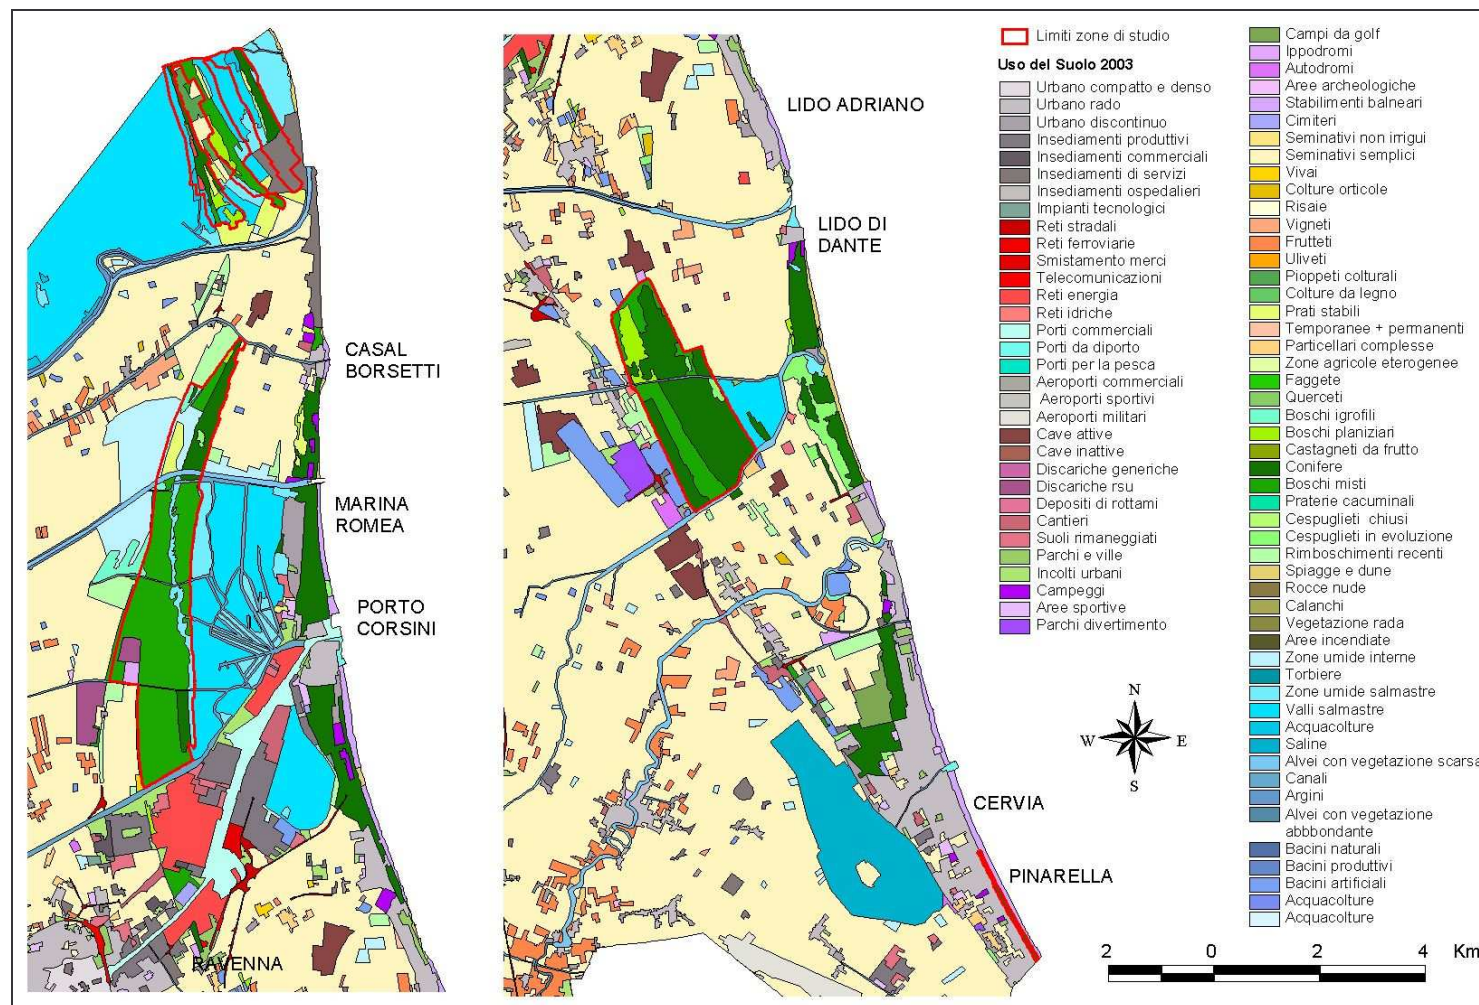 LIDO ADRIANO
LIDO DI
DANTE
CASAL
BORSETTI
MARINA
ROMEA
PORTO
CORSINI
RAVENNA
CERVIA
PINARELLA
Limiti zone di studio
Uso del Suolo 2003
Urbano compatto e denso
Urbano rado
Urbano discontinuo
Insediamenti produttivi
Insediamenti commerciali
Insediamenti di servizi
Insediamenti ospedalieri
Impianti tecnologici
Reti stradali
Reti ferroviarie
Smistamento merci
Telecomunicazioni
Reti energia
Reti idriche
Porti commerciali
Porti da diporto
Porti per la pesca
Aeroporti commerciali
Aeroporti sportivi
Aeroporti militari
Cave attive
Cave inattive
Discariche generiche
Discariche rsu
Depositi di rottami
Cantieri
Suoli rimaneggiati
Parchi e ville
Incolti urbani
Campeggi
Aree sportive
Parchi divertimento
Campi da golf
Ippodromi
Autodromi
Aree archeologiche
Stabilimenti balneari
Cimiteri
Seminativi non irrigui
Seminativi semplici
Vivai
Colture orticole
Risaie
Vigneti
Frutteti
Uliveti
Pioppeti colturali
Colture da legno
Prati stabili
Temporanee + permanenti
Particellari complesse
Zone agricole eterogenee
Faggete
Querceti
Boschi igrofili
Boschi planiziari
Castagneti da frutto
Conifere
Boschi misti
Praterie cacuminali
Cespuglieti chiusi
Cespuglieti in evoluzione
Rimboschimenti recenti
Spiagge e dune
Rocce nude
Calanchi
Vegetazione rada
Aree incendiate
Zone umide interne
Torbiere
Zone umide salmastre
Valli salmastre
Acquacolture
Saline
Alvei con vegetazione scarsa
Canali
Argini
Alvei con vegetazione
abbbondante
Bacini naturali
Bacini produttivi
Bacini artificiali
Acquacolture
Acquacolture
N
W E
S
2 0 2 4 Km